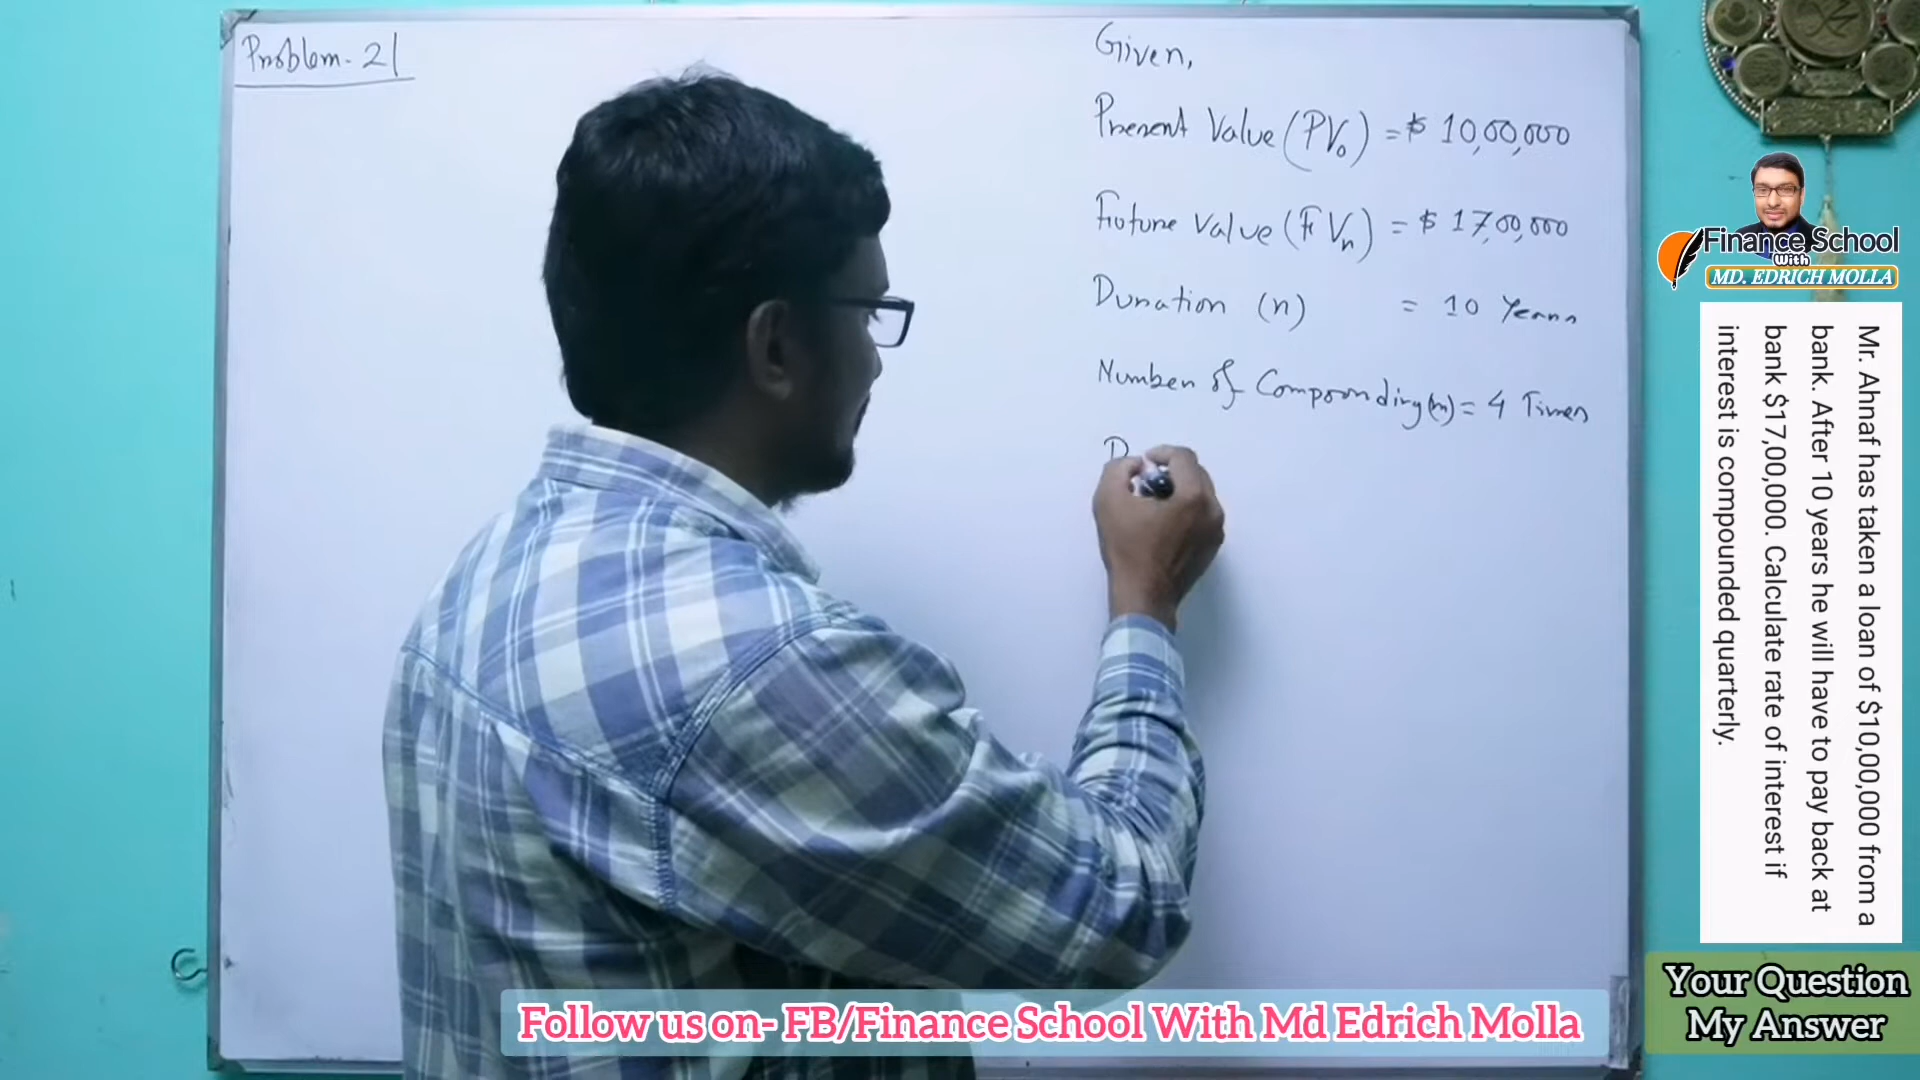 Problem-21
Given,
Present Value (PV₀) = $ 10,00,000
Future Value (FVₙ) = $ 17,00,000
Duration (n) = 10 Years
Number of Compounding(m) = 4 Times
Finance School
With
MD. EDRICH MOLLA
Mr. Ahnaf has taken a loan of $10,00,000 from a
bank. After 10 years he will have to pay back at
bank $17,00,000. Calculate rate of interest if
interest is compounded quarterly.
Your Question
My Answer
Follow us on- FB/Finance School With Md Edrich Molla